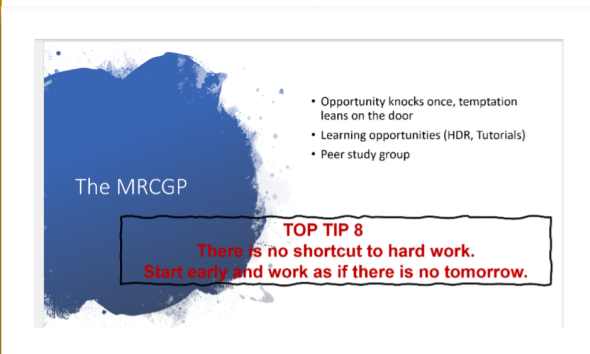 The MRCGP
• Opportunity knocks once, temptation
leans on the door
• Learning opportunities (HDR, Tutorials)
• Peer study group
TOP TIP 8
There is no shortcut to hard work.
Start early and work as if there is no tomorrow.